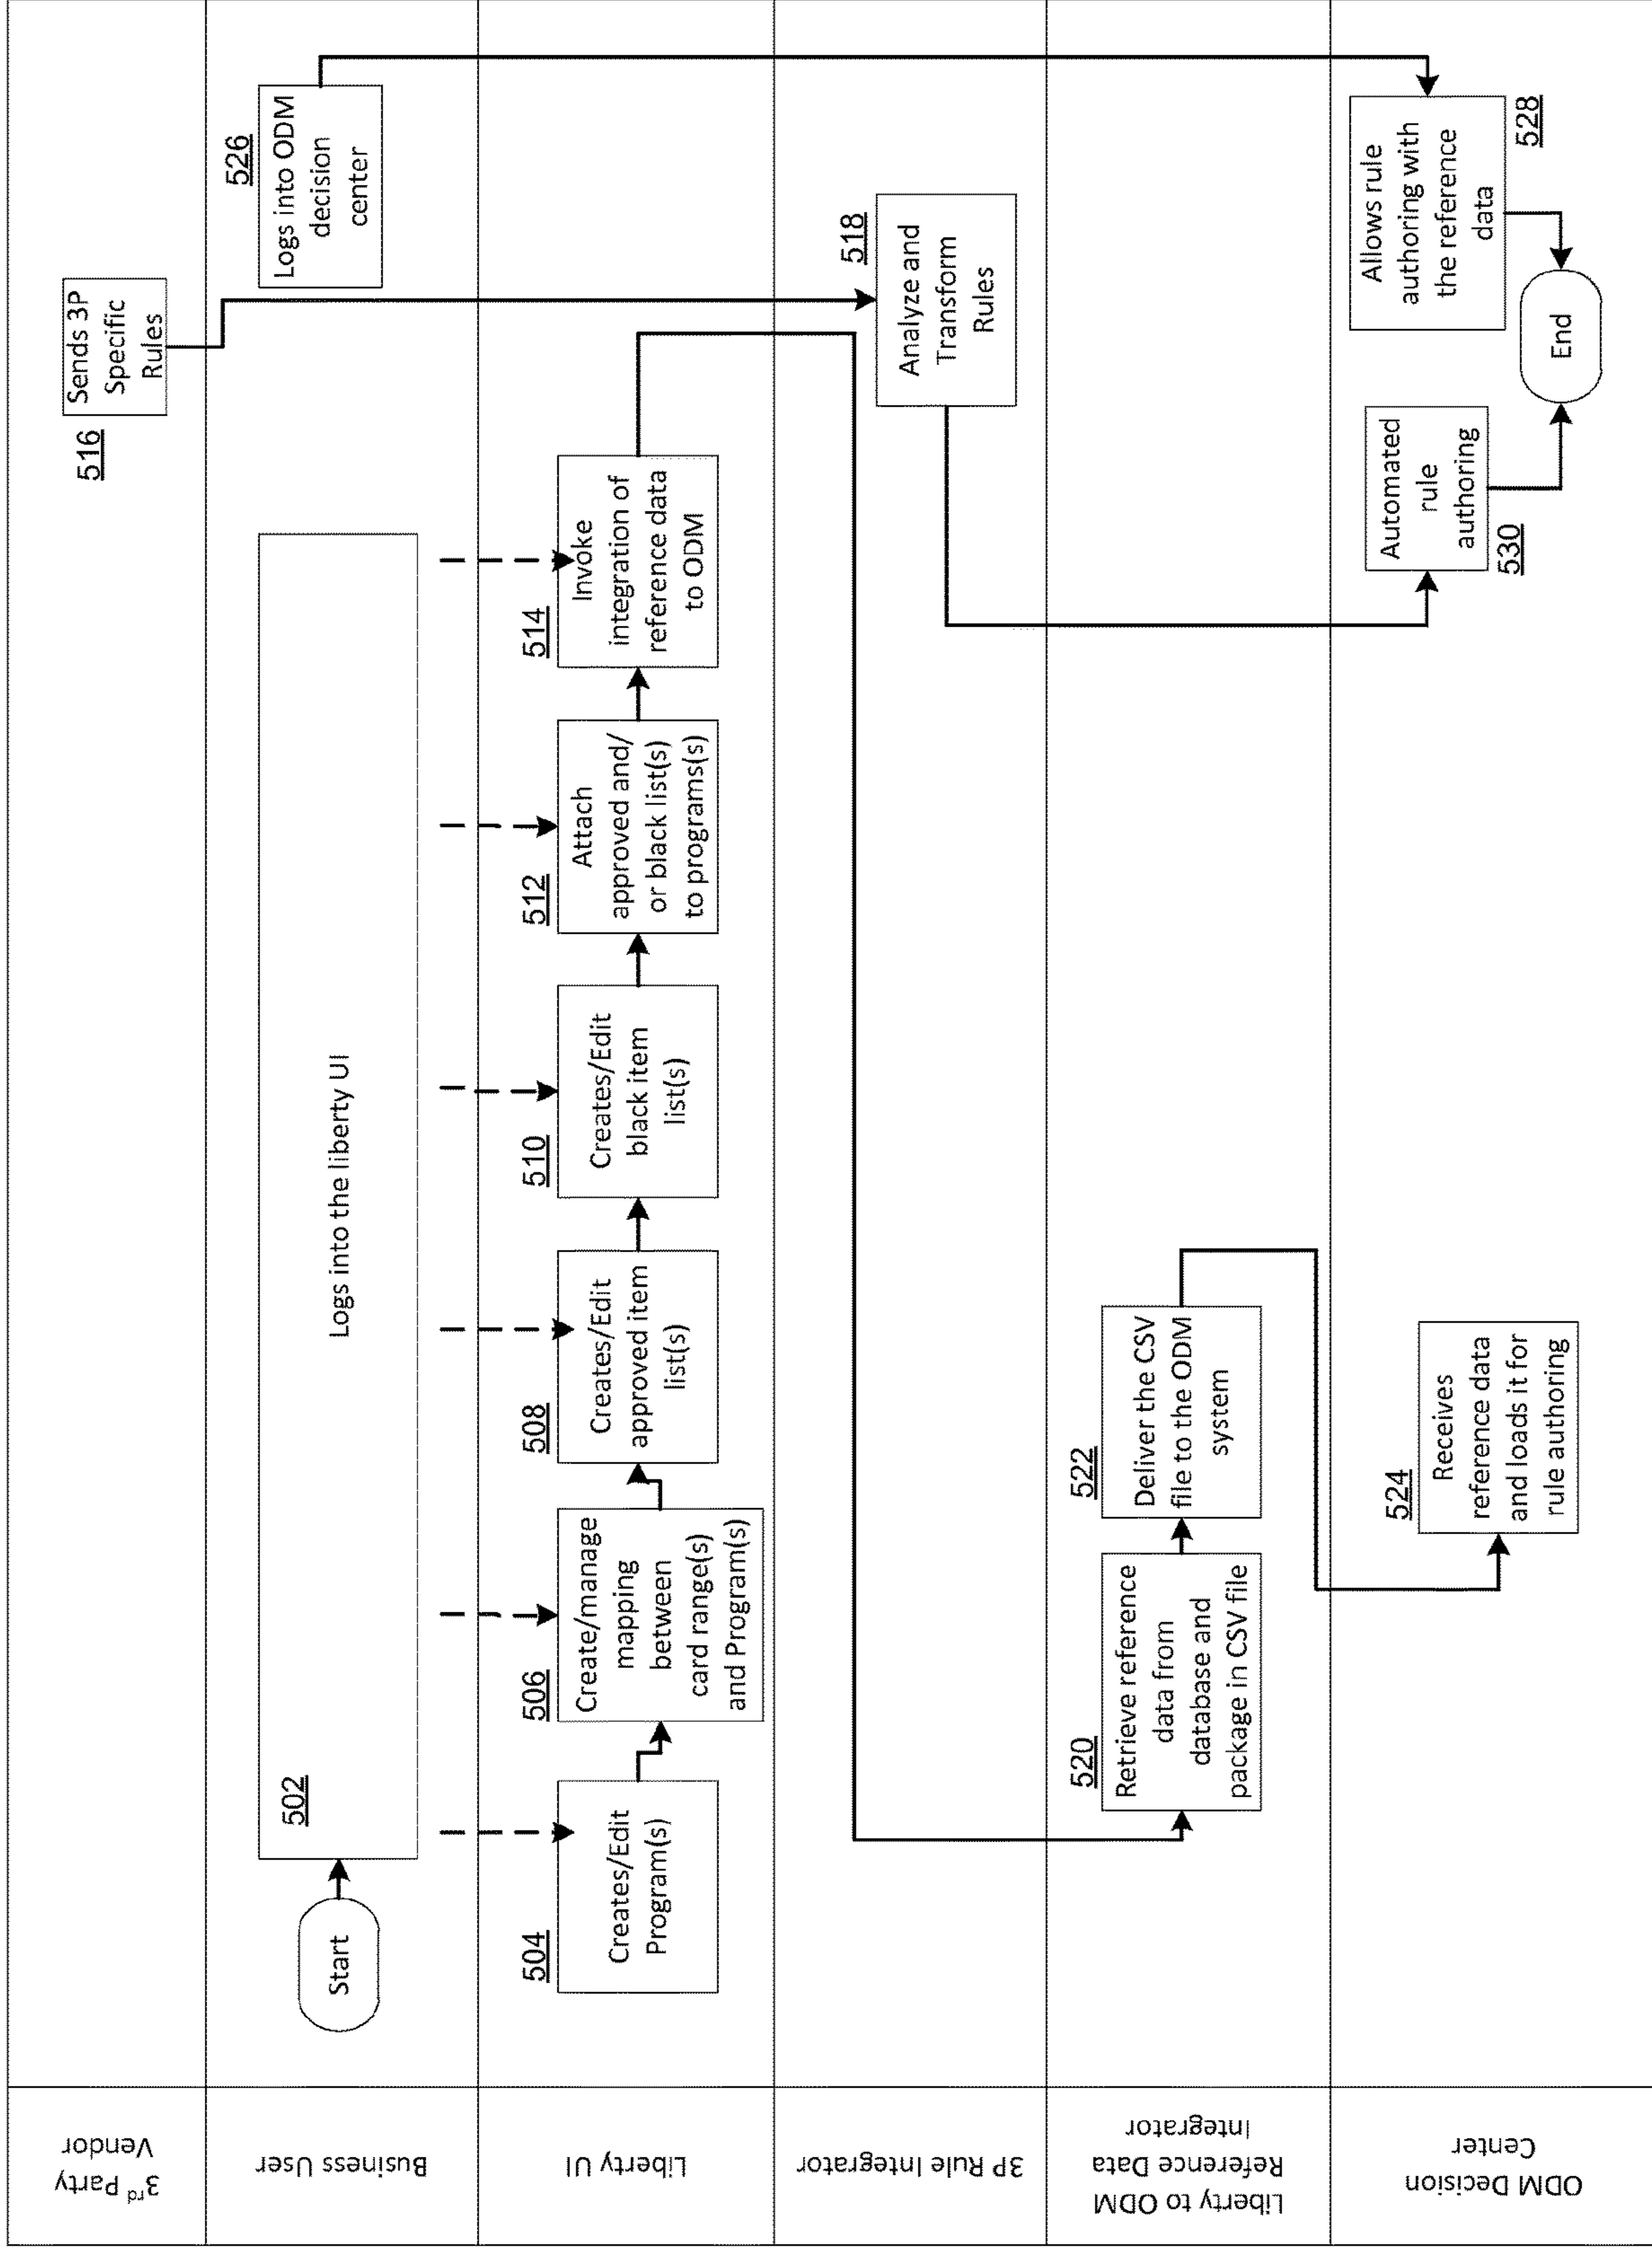 3rd Party
Vendor
516
Sends 3P
Specific
Rules
Business User
Start
502
Logs into the liberty UI
526
Logs into ODM
decision
center
Liberty UI
504
Creates/Edit
Program(s)
506
Create/manage
mapping
between
card range(s)
and Program(s)
508
Creates/Edit
approved item
list(s)
510
Creates/Edit
black item
list(s)
512
Attach
approved and/
or black list(s)
to programs(s)
514
Invoke
integration of
reference data
to ODM
3P Rule Integrator
518
Analyze and
Transform
Rules
Liberty to ODM
Reference Data
Integrator
520
Retrieve reference
data from
database and
package in CSV file
522
Deliver the CSV
file to the ODM
system
ODM Decision
Center
524
Receives
reference data
and loads it for
rule authoring
Automated
rule
authoring
530
Allows rule
authoring with
the reference
data
528
End